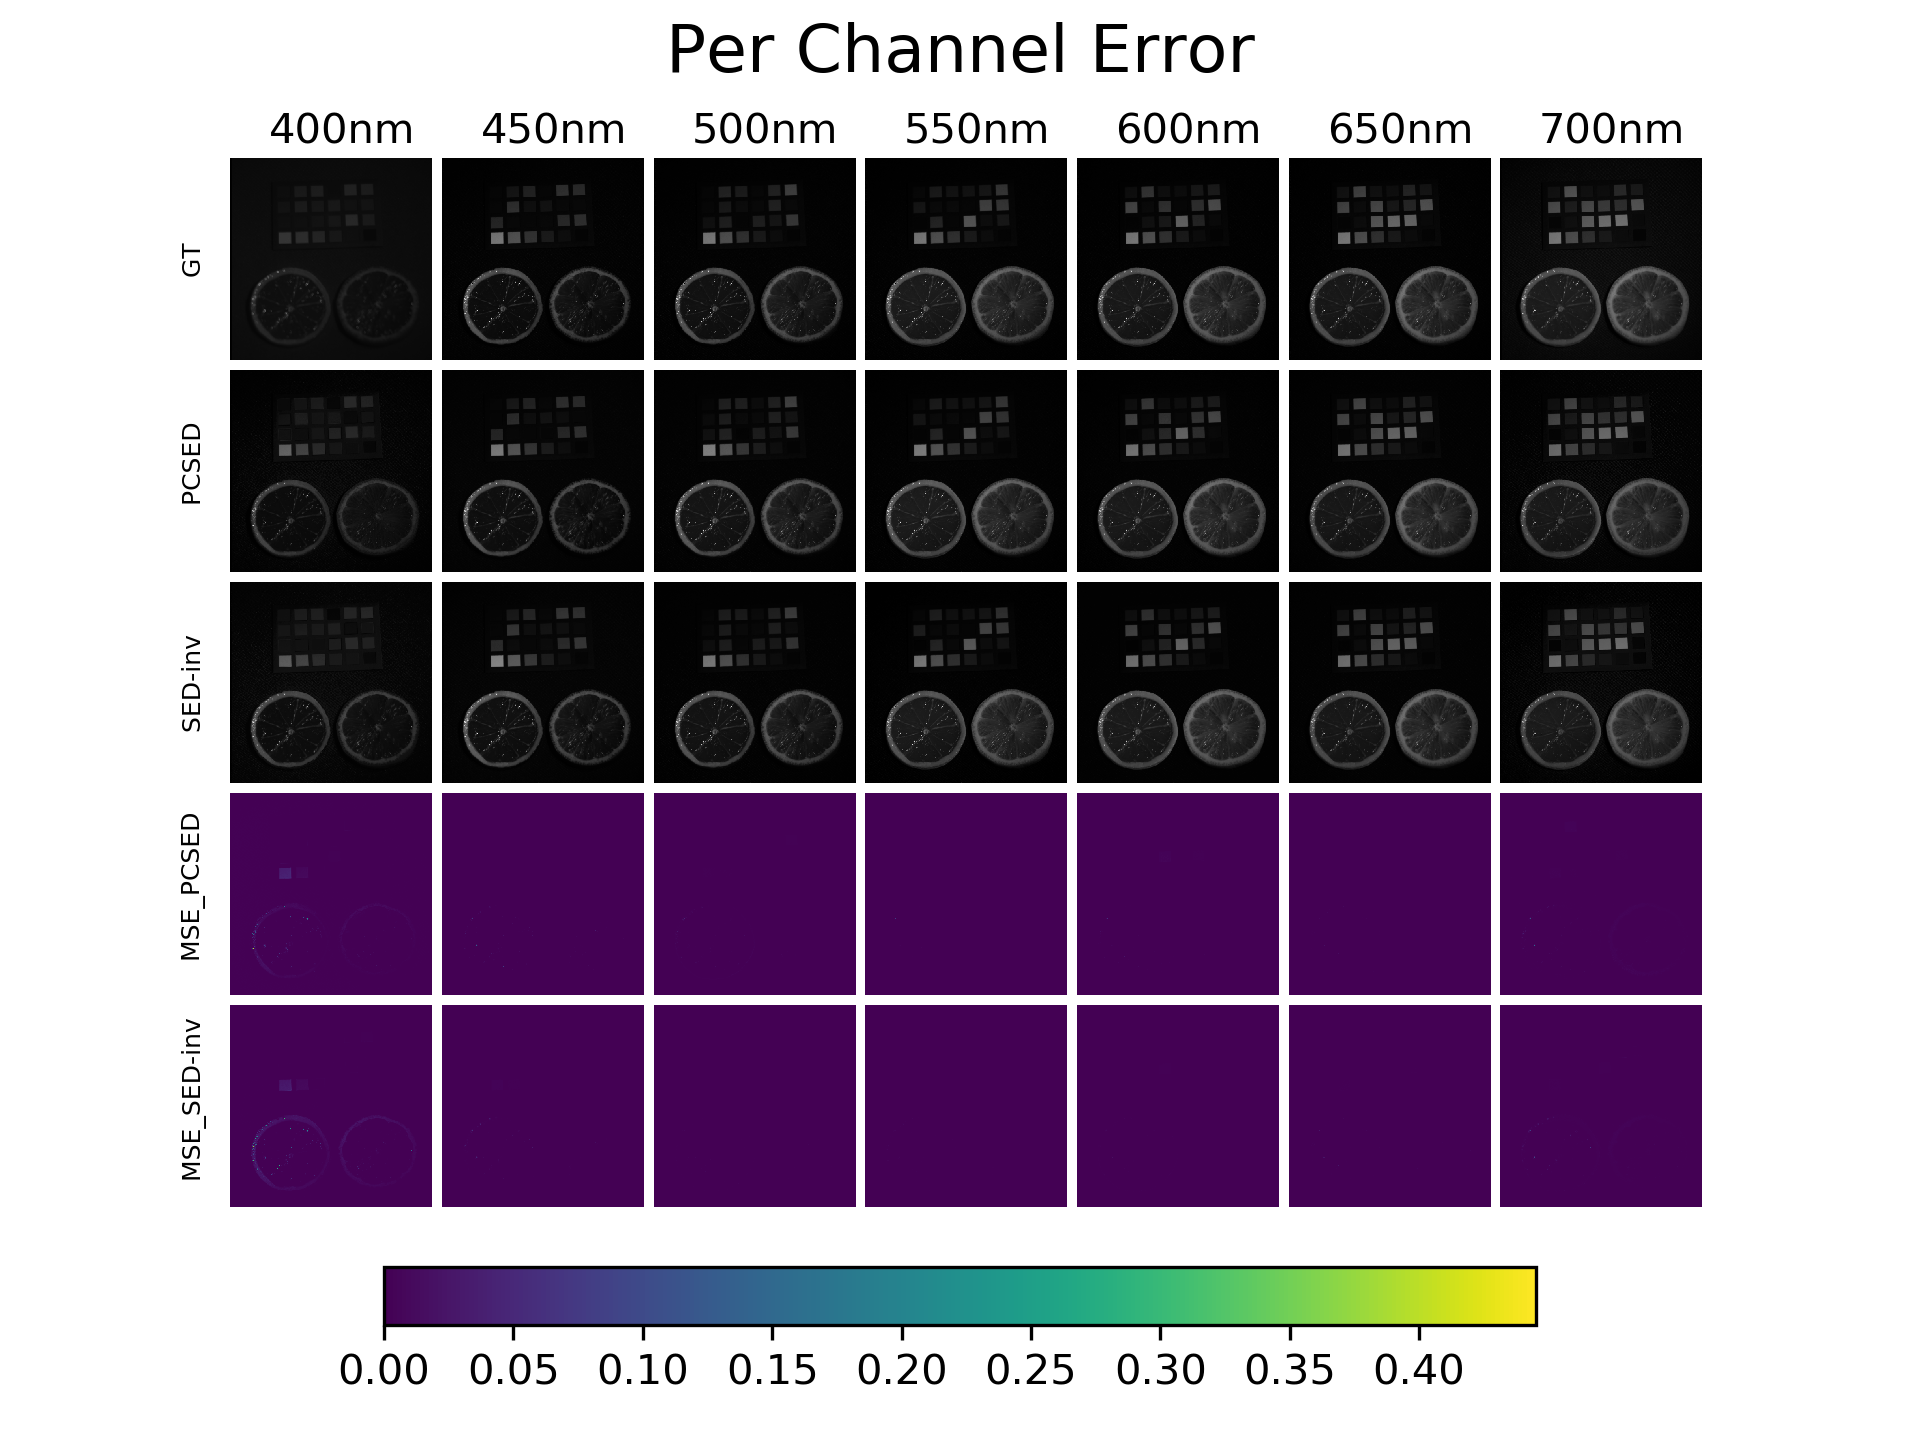 Per Channel Error
400nm 450nm 500nm 550nm 600nm 650nm 700nm
GT
PCSED
SED-inv
MSE_PCSED
MSE_SED-inv
0.00 0.05 0.10 0.15 0.20 0.25 0.30 0.35 0.40